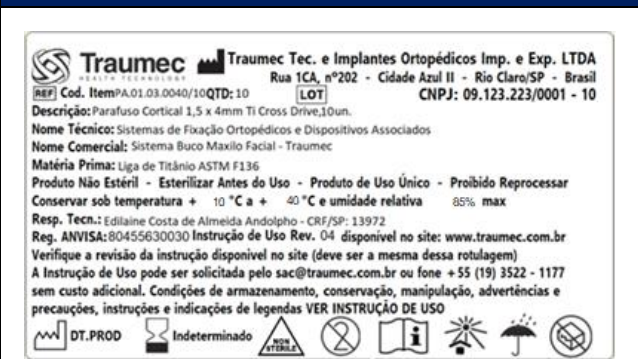 Traumec
HEALTH TECHNOLOGY
Traumec Tec. e Implantes Ortopédicos Imp. e Exp. LTDA
Rua 1CA, nº202 - Cidade Azul II - Rio Claro/SP - Brasil
REF Cod. ItemPA.01.03.0040/10QTD: 10 LOT CNPJ: 09.123.223/0001 - 10
Descrição: Parafuso Cortical 1,5 x 4mm Ti Cross Drive,10un.
Nome Técnico: Sistemas de Fixação Ortopédicos e Dispositivos Associados
Nome Comercial: Sistema Buco Maxilo Facial - Traumec
Matéria Prima: Liga de Titânio ASTM F136
Produto Não Estéril - Esterilizar Antes do Uso - Produto de Uso Único - Proibido Reprocessar
Conservar sob temperatura + 10 °C a + 40 °C e umidade relativa 85% max
Resp. Tecn.: Edilaine Costa de Almeida Andolpho - CRF/SP: 13972
Reg. ANVISA: 80455630030 Instrução de Uso Rev. 04 disponível no site: www.traumec.com.br
Verifique a revisão da instrução disponivel no site (deve ser a mesma dessa rotulagem)
A Instrução de Uso pode ser solicitada pelo sac@traumec.com.br ou fone +55 (19) 3522 - 1177
sem custo adicional. Condições de armazenamento, conservação, manipulação, advertências e
precauções, instruções e indicações de legendas VER INSTRUÇÃO DE USO
DT.PROD Indeterminado NON STERILE 2 i